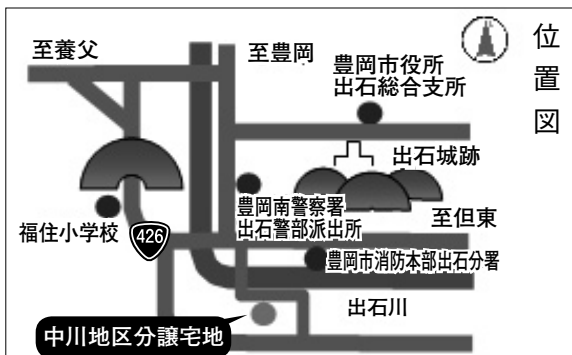 位置図
至養父
至豊岡
豊岡市役所
出石総合支所
出石城跡
豊岡南警察署
出石警部派出所
至但東
福住小学校
426
豊岡市消防本部出石分署
出石川
中川地区分譲宅地